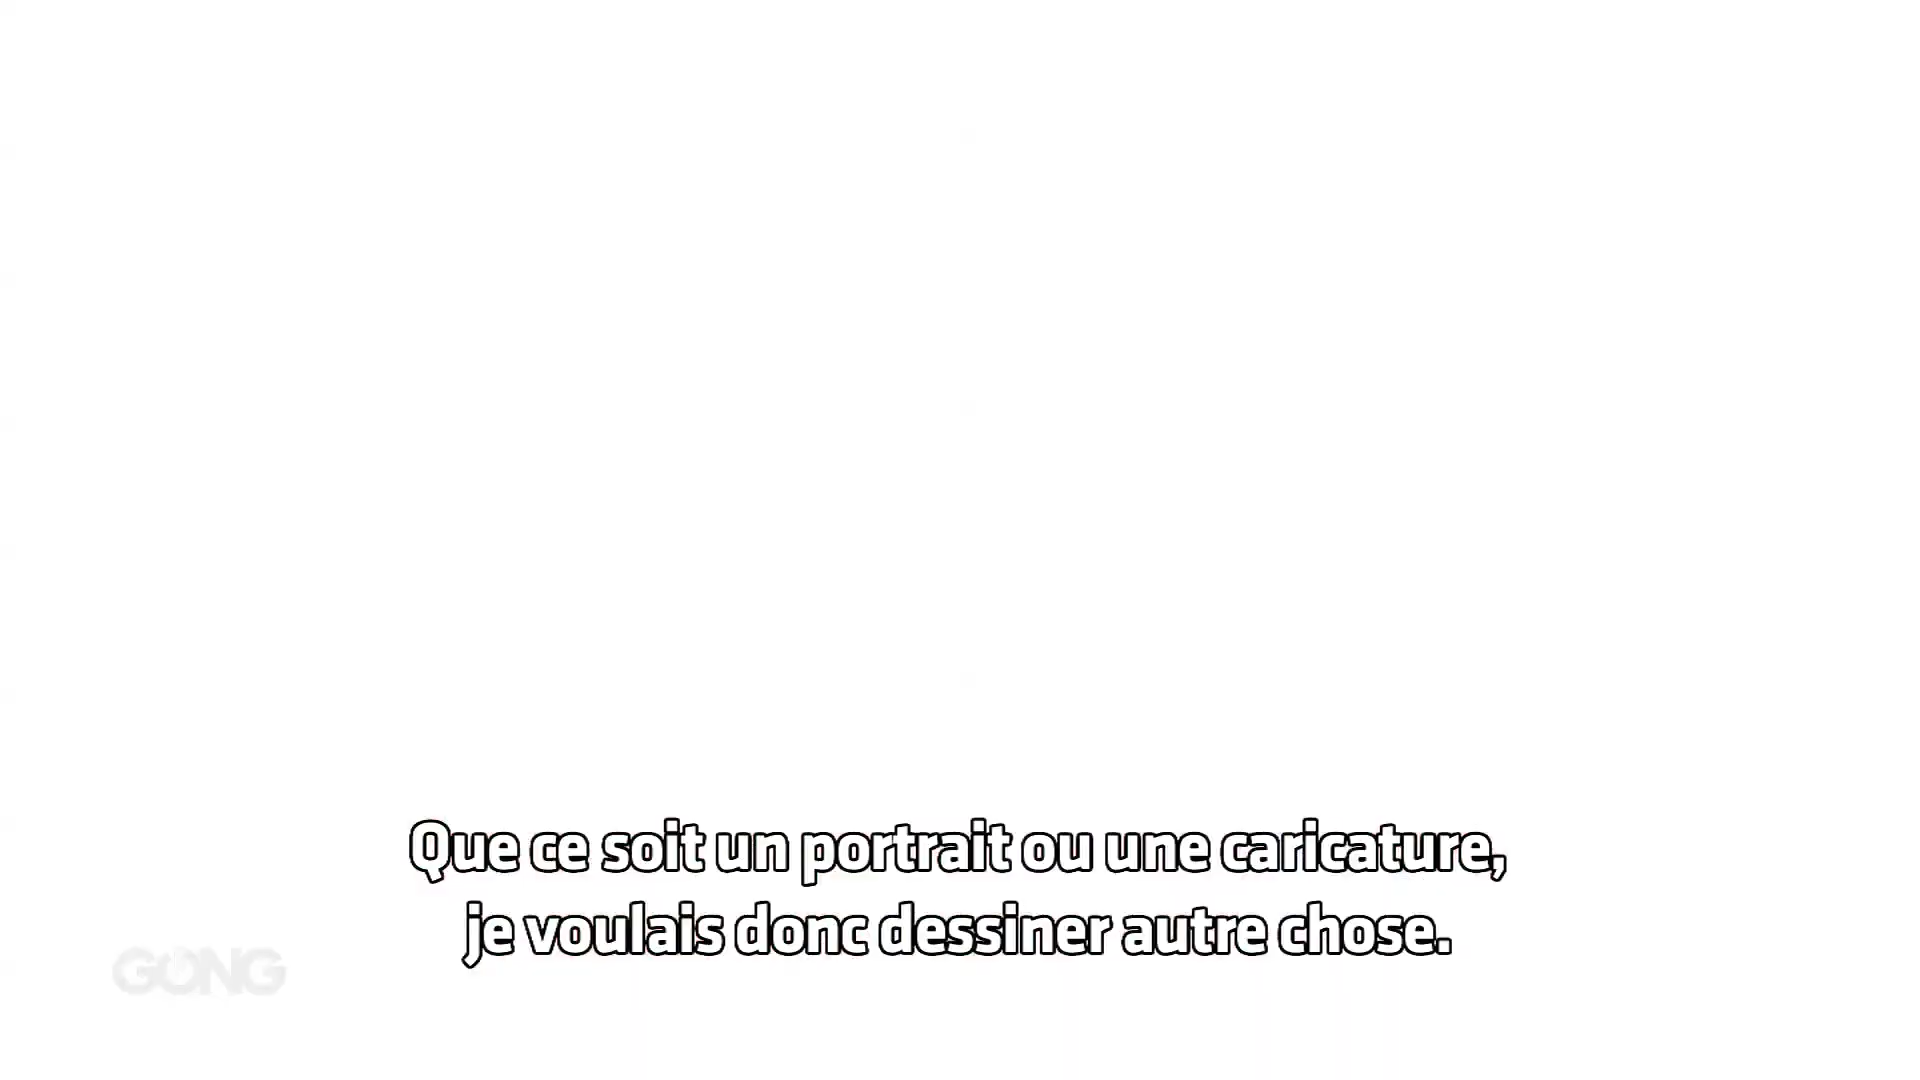 Que ce soit un portrait ou une caricature,
je voulais donc dessiner autre chose.
GONG